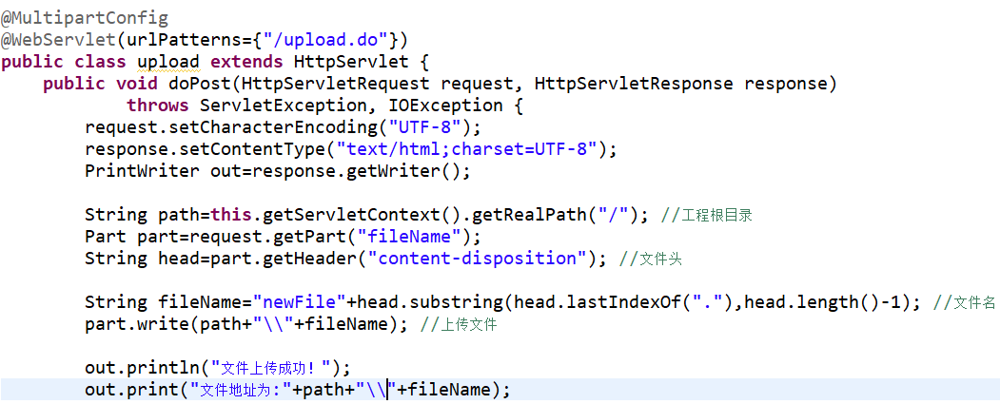 @MultipartConfig
@WebServlet(urlPatterns={"/upload.do"})
public class upload extends HttpServlet {
    public void doPost(HttpServletRequest request, HttpServletResponse response)
            throws ServletException, IOException {
        request.setCharacterEncoding("UTF-8");
        response.setContentType("text/html;charset=UTF-8");
        PrintWriter out=response.getWriter();

        String path=this.getServletContext().getRealPath("/"); //工程根目录
        Part part=request.getPart("fileName");
        String head=part.getHeader("content-disposition"); //文件头

        String fileName="newFile"+head.substring(head.lastIndexOf("."),head.length()-1); //文件名
        part.write(path+"\\"+fileName); //上传文件

        out.println("文件上传成功！");
        out.print("文件地址为:"+path+"\\"+fileName);